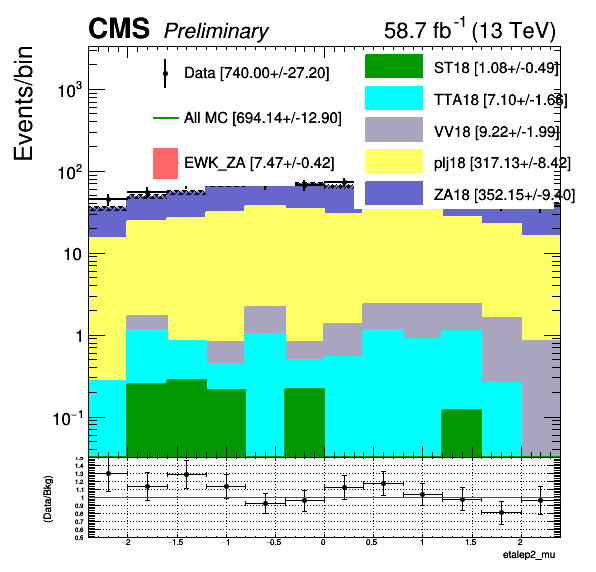 CMS Preliminary 58.7 fb⁻¹ (13 TeV)
Events/bin
10³
10²
10
1
10⁻¹
Data [740.00+/-27.20]
All MC [694.14+/-12.90]
EWK_ZA [7.47+/-0.42]
ST18 [1.08+/-0.49]
TTA18 [7.10+/-1.66]
VV18 [9.22+/-1.99]
plj18 [317.13+/-8.42]
ZA18 [352.15+/-9.40]
(Data/Bkg)
1.5
1.4
1.3
1.2
1.1
1
0.9
0.8
0.7
0.6
0.5
−2 −1.5 −1 −0.5 0 0.5 1 1.5 2
etalep2_mu